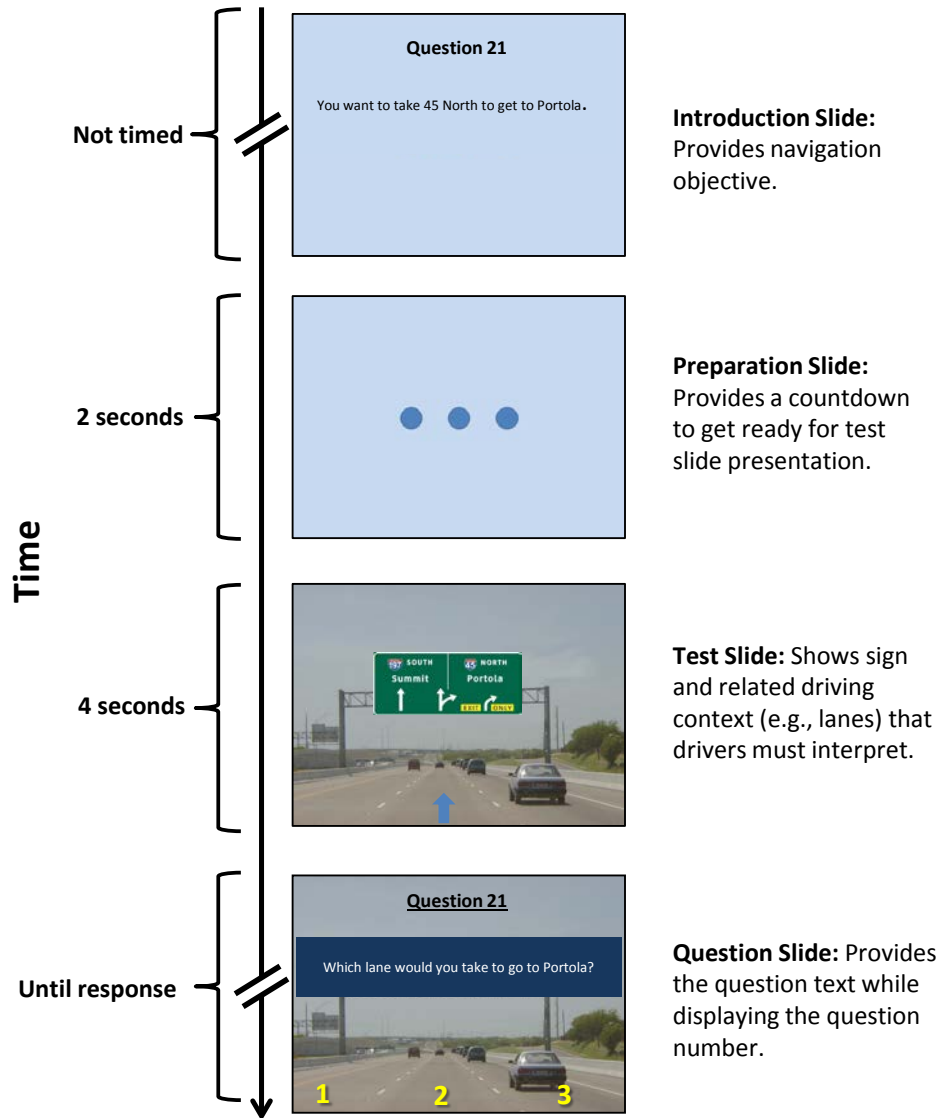 Question 21
You want to take 45 North to get to Portola.
Not timed
Introduction Slide:
Provides navigation
objective.
2 seconds
Preparation Slide:
Provides a countdown
to get ready for test
slide presentation.
Time
4 seconds
197 SOUTH
Summit
45 NORTH
Portola
EXIT ONLY
Test Slide: Shows sign
and related driving
context (e.g., lanes) that
drivers must interpret.
Until response
Question 21
Which lane would you take to go to Portola?
1 2 3
Question Slide: Provides
the question text while
displaying the question
number.